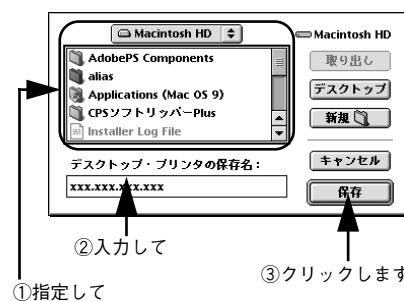 Macintosh HD
Macintosh HD
AdobePS Components
alias
Applications (Mac OS 9)
CPSソフトリッパーPlus
Installer Log File
取り出し
デスクトップ
新規
デスクトップ・プリンタの保存名：
xxx.xxx.xxx.xxx
キャンセル
保存
②入力して
③クリックします
①指定して